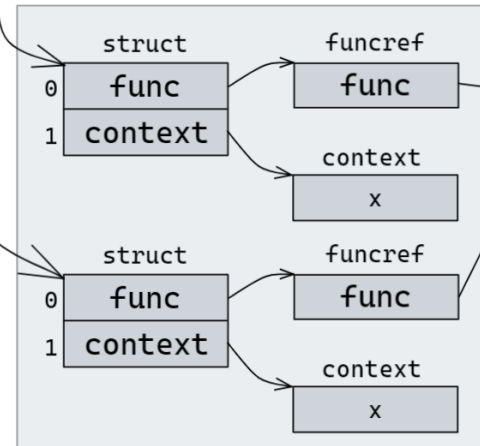 struct
funcref
0 func
func
1 context
context
x
struct
funcref
0 func
func
1 context
context
x